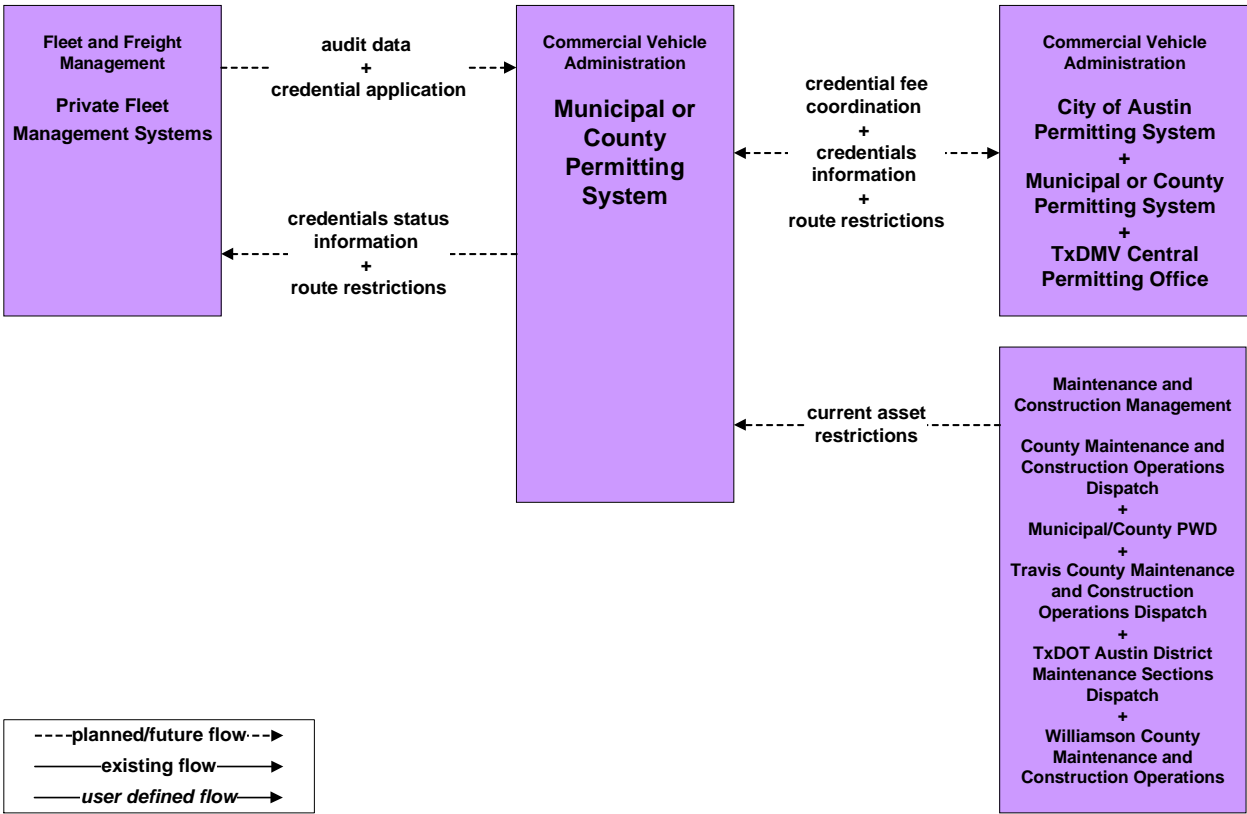 Fleet and Freight
Management
Private Fleet
Management Systems
audit data
+
credential application
credentials status
information
+
route restrictions
Commercial Vehicle
Administration
Municipal or
County
Permitting
System
credential fee
coordination
+
credentials
information
+
route restrictions
Commercial Vehicle
Administration
City of Austin
Permitting System
+
Municipal or County
Permitting System
+
TxDMV Central
Permitting Office
current asset
restrictions
Maintenance and
Construction Management
County Maintenance and
Construction Operations
Dispatch
+
Municipal/County PWD
+
Travis County Maintenance
and Construction
Operations Dispatch
+
TxDOT Austin District
Maintenance Sections
Dispatch
+
Williamson County
Maintenance and
Construction Operations
planned/future flow
existing flow
user defined flow